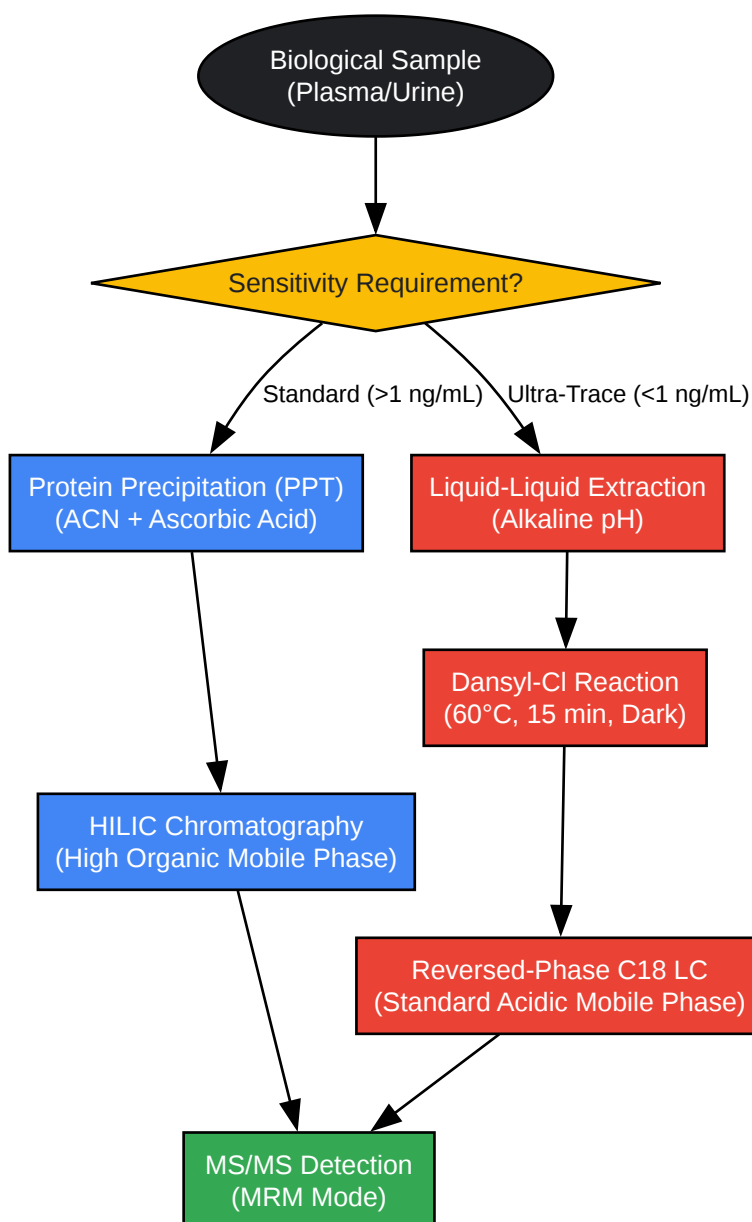 Biological Sample
(Plasma/Urine)
Sensitivity Requirement?
Standard (>1 ng/mL)
Ultra-Trace (<1 ng/mL)
Protein Precipitation (PPT)
(ACN + Ascorbic Acid)
Liquid-Liquid Extraction
(Alkaline pH)
Dansyl-Cl Reaction
(60°C, 15 min, Dark)
HILIC Chromatography
(High Organic Mobile Phase)
Reversed-Phase C18 LC
(Standard Acidic Mobile Phase)
MS/MS Detection
(MRM Mode)